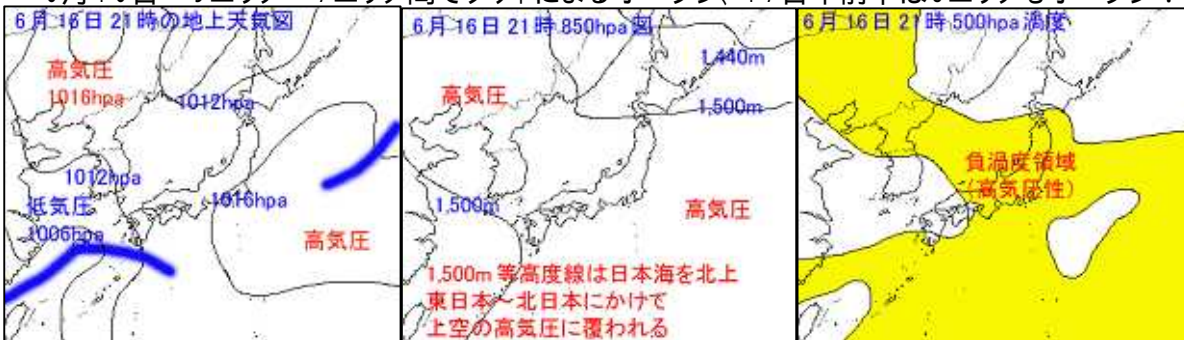 6月16日21時の地上天気図
高気圧
1016hpa
1012hpa
1012hpa
1016hpa
低気圧
1006hpa
高気圧
6月16日21時850hpa図
1,440m
高気圧
1,500m
1,500m
高気圧
1,500m等高度線は日本海を北上
東日本～北日本にかけて
上空の高気圧に覆われる
6月16日21時500hpa渦度
負渦度領域
(高気圧性)